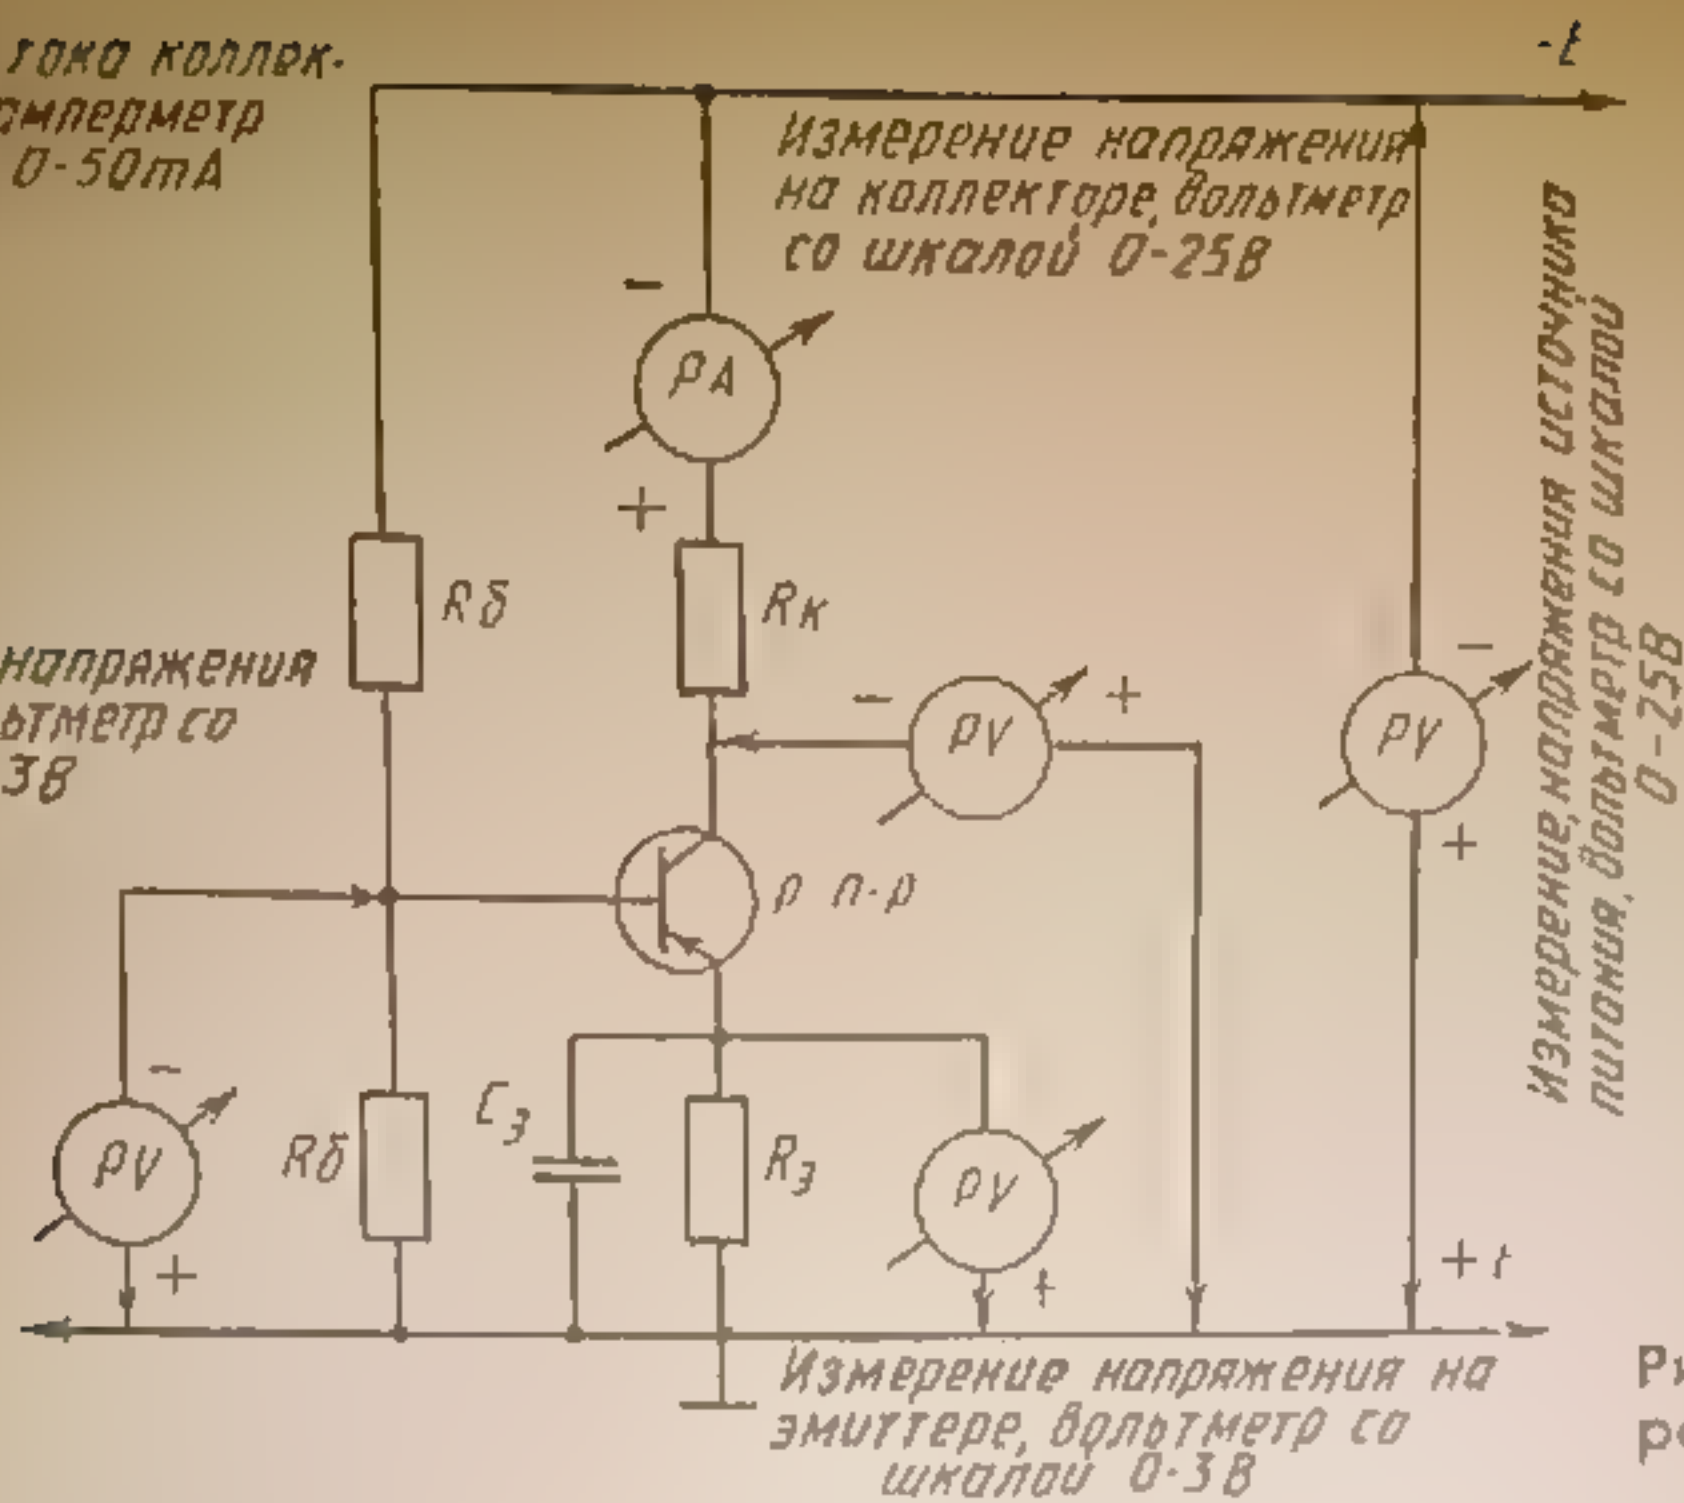 тока коллек-
амперметр
0-50mA
-E
Измерение напряжения
на коллекторе, вольтметр
со шкалой 0-25В
-
PA
+
Rб
Rк
напряжения
ьтметр со
3В
-
PV
+
-
PV
+
Измерение, напряжения источника
питания, вольтметр со шкалой
0-25В
p n-p
-
PV
+
Rб
Cэ
Rэ
PV
+
+
Измерение напряжения на
эмиттере, вольтметр со
шкалой 0-3В
Ри